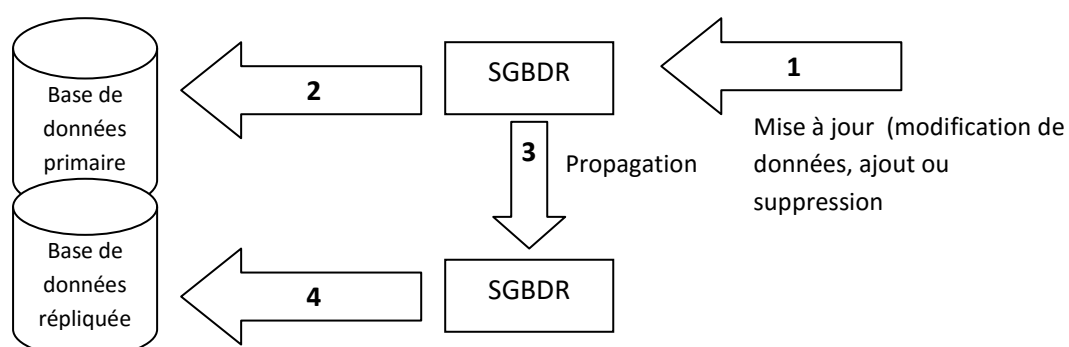 Base de
données
primaire
2
SGBDR
1
Mise à jour (modification de
données, ajout ou
suppression
3
Propagation
Base de
données
répliquée
4
SGBDR